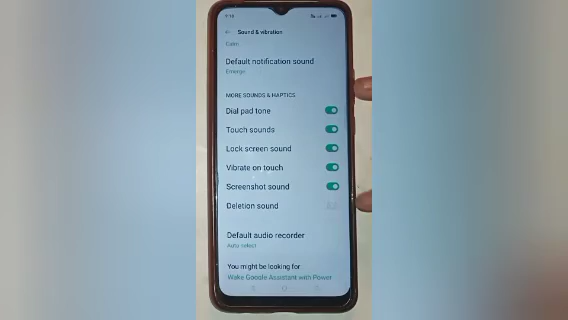 Sound & vibration
Calm
Default notification sound
Emerge
MORE SOUNDS & HAPTICS
Dial pad tone
Touch sounds
Lock screen sound
Vibrate on touch
Screenshot sound
Deletion sound
Default audio recorder
Auto select
You might be looking for
Wake Google Assistant with Power